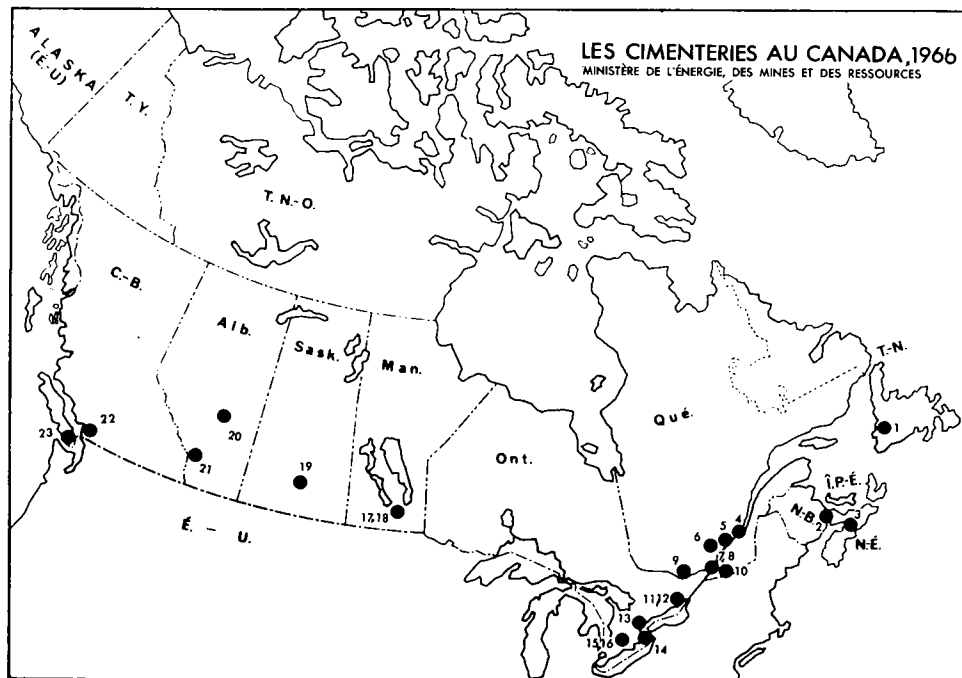 LES CIMENTERIES AU CANADA, 1966
MINISTÈRE DE L'ÉNERGIE, DES MINES ET DES RESSOURCES
ALASKA
(É.-U)
T.Y.
T.N.-O.
C.-B.
Alb.
Sask.
Man.
Ont.
Qué.
T.-N.
Î.P.-É.
N.-B.
N.-É.
É. – U.
23
22
21
20
19
17,18
1
2
3
4
5
6
7,8
9
10
11,12
13
14
15,16